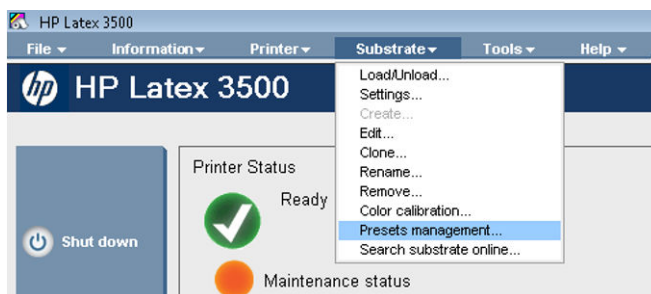 HP Latex 3500
File Information Printer Substrate Tools Help
hp HP Latex 3500
Load/Unload...
Settings...
Create...
Edit...
Clone...
Rename...
Remove...
Color calibration...
Presets management...
Search substrate online...
Printer Status
Ready
Shut down
Maintenance status